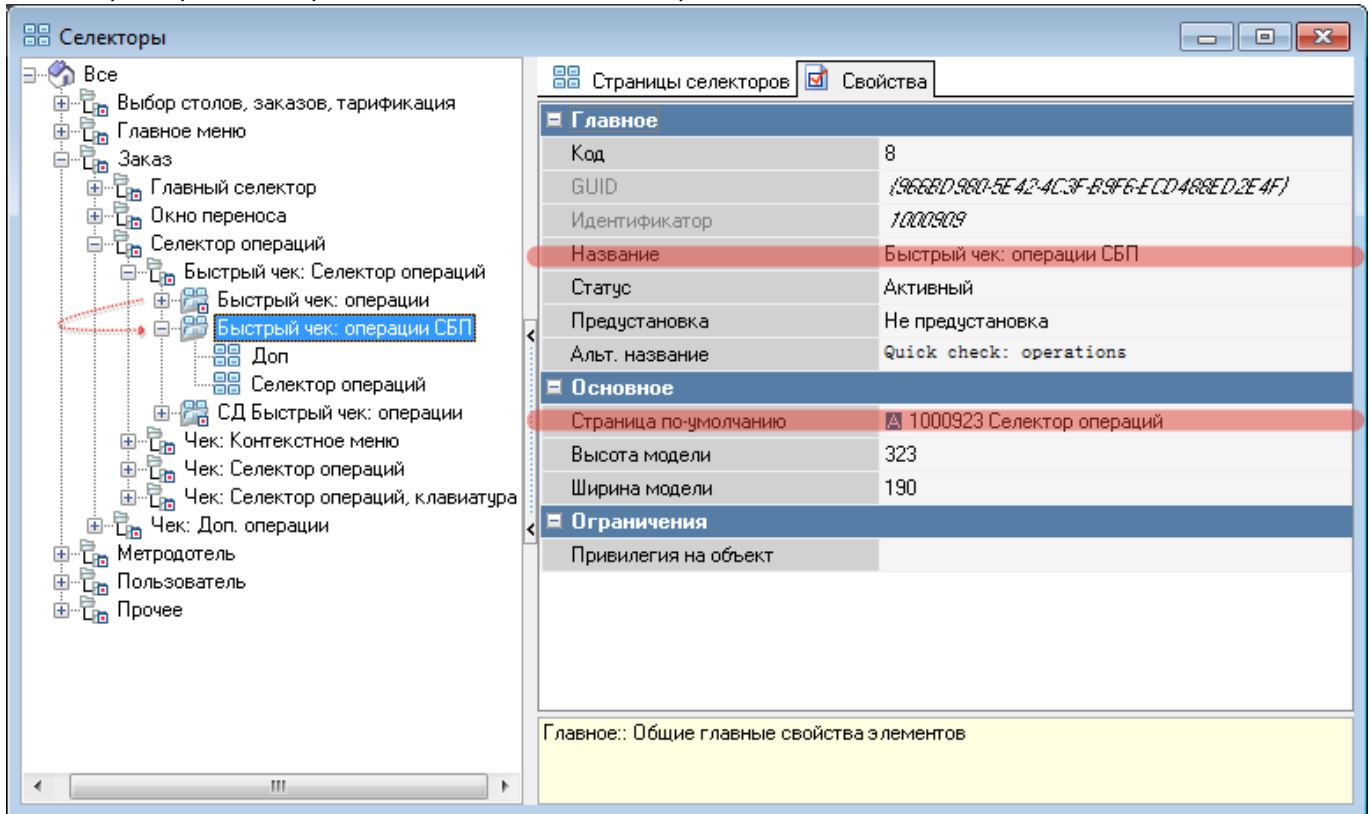 Селекторы
Все
Выбор столов, заказов, тарификация
Главное меню
Заказ
Главный селектор
Окно переноса
Селектор операций
Быстрый чек: Селектор операций
Быстрый чек: операции
Быстрый чек: операции СБП
Доп
Селектор операций
СД Быстрый чек: операции
Чек: Контекстное меню
Чек: Селектор операций
Чек: Селектор операций, клавиатура
Чек: Доп. операции
Метродотель
Пользователь
Прочее
Страницы селекторов Свойства
Главное
Код 8
GUID {966BD980-5E42-4C3F-B9F6-ECD488ED2E4F}
Идентификатор 1000909
Название Быстрый чек: операции СБП
Статус Активный
Предустановка Не предустановка
Альт. название Quick check: operations
Основное
Страница по-умолчанию A 1000923 Селектор операций
Высота модели 323
Ширина модели 190
Ограничения
Привилегия на объект
Главное:: Общие главные свойства элементов